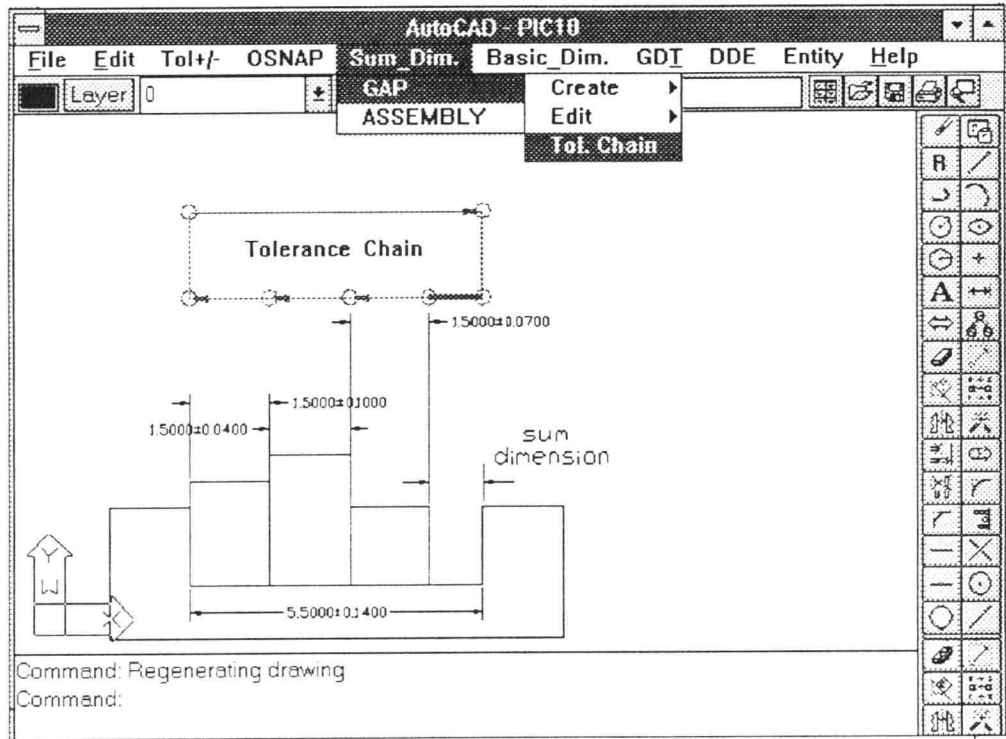 AutoCAD - PIC10
File Edit Tol+/- OSNAP Sum_Dim. Basic_Dim. GDT DDE Entity Help
Layer 0
GAP
ASSEMBLY
Create
Edit
Tol. Chain
R
A
Tolerance Chain
1.5000±0.0700
1.5000±0.1000
1.5000±0.0400
sum
dimension
Y
W
X
5.5000±0.1400
Command: Regenerating drawing
Command: